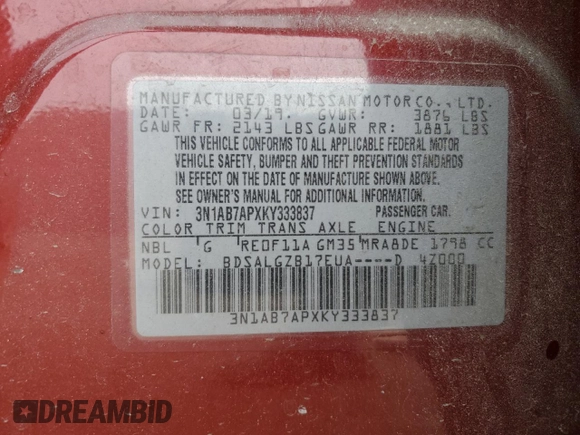 MANUFACTURED BY NISSAN MOTOR CO., LTD.
DATE: 03/19 GVWR: 3876 LBS
GAWR FR: 2143 LBS GAWR RR: 1881 LBS
THIS VEHICLE CONFORMS TO ALL APPLICABLE FEDERAL MOTOR
VEHICLE SAFETY, BUMPER AND THEFT PREVENTION STANDARDS
IN EFFECT ON THE DATE OF MANUFACTURE SHOWN ABOVE.
SEE OWNER'S MANUAL FOR ADDITIONAL INFORMATION.
VIN: 3N1AB7APXKY333837 PASSENGER CAR.
COLOR TRIM TRANS AXLE ENGINE
NBL G RE0F11A GM35 MRA8DE 1798 CC
MODEL: BDSALGZB17EUA----D 4Z000
3N1AB7APXKY333837
DREAMBID